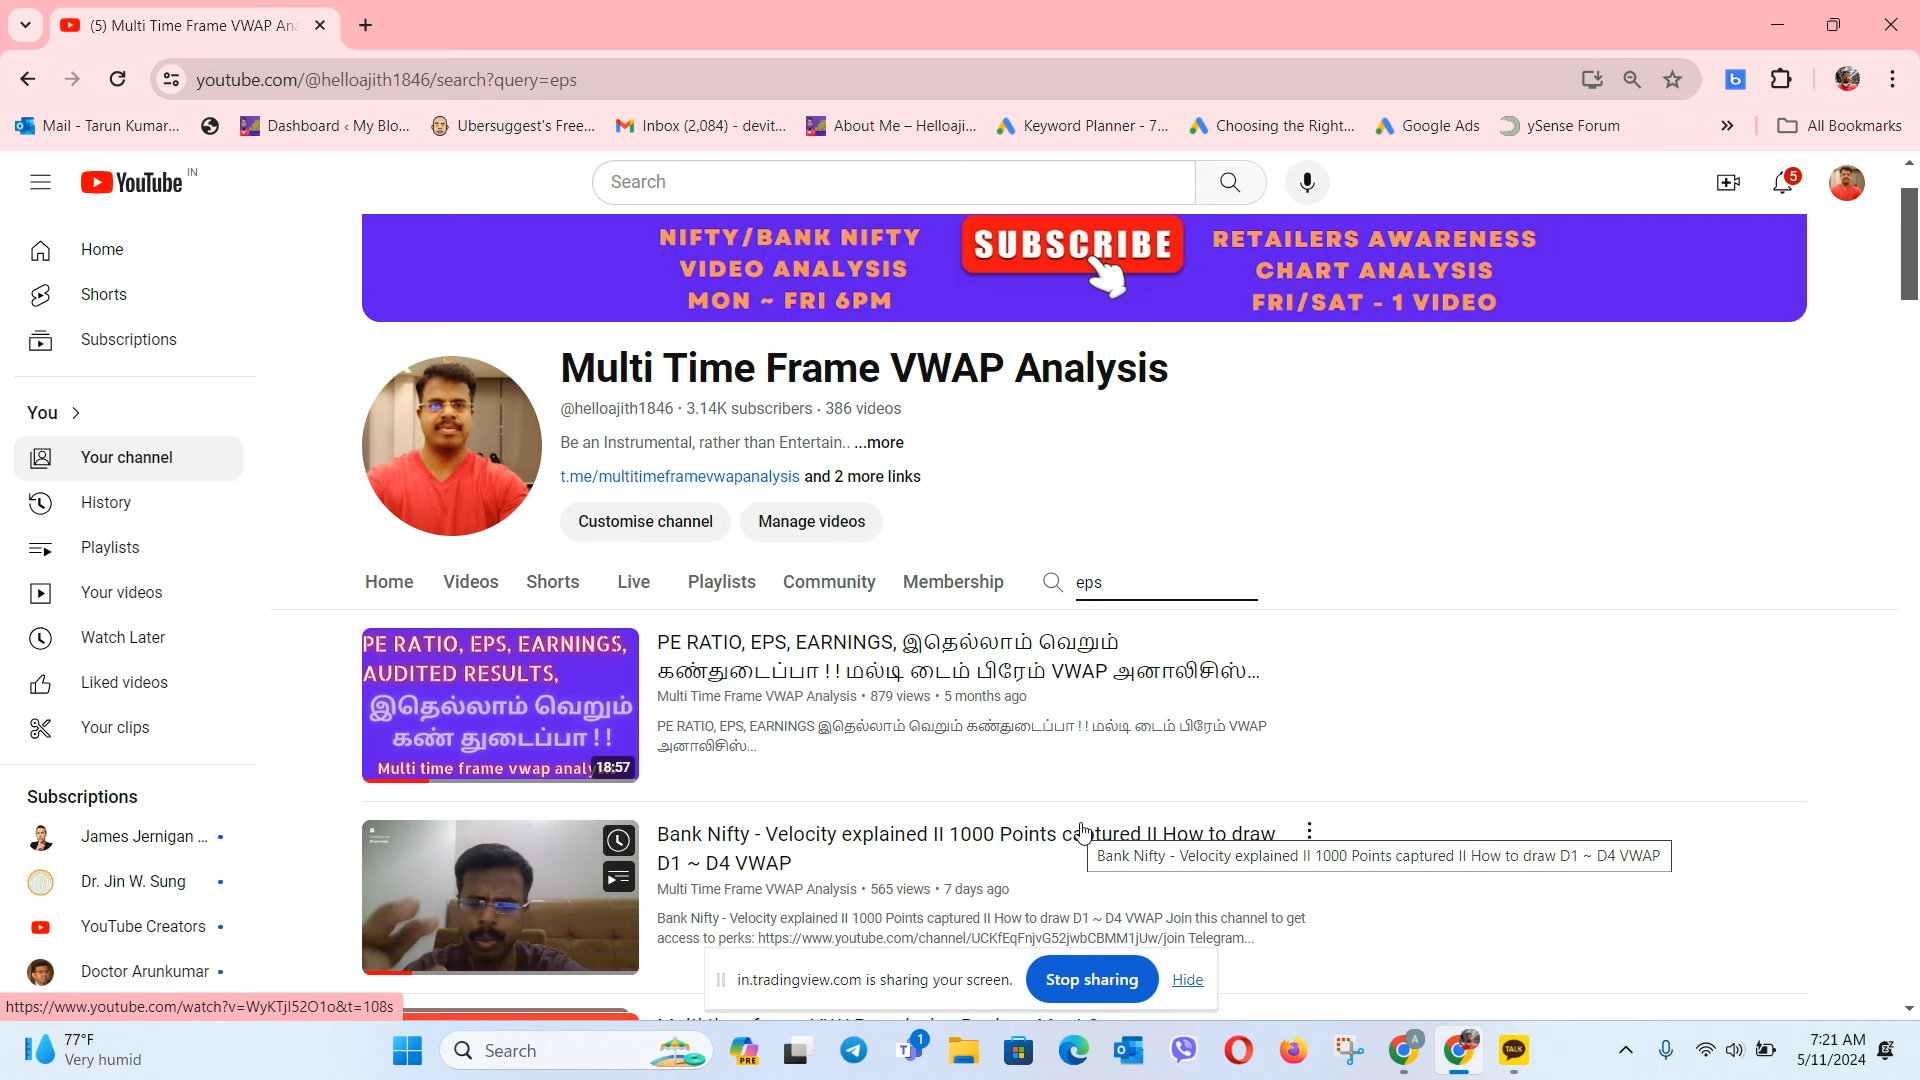 (5) Multi Time Frame VWAP An
youtube.com/@helloajith1846/search?query=eps
Mail - Tarun Kumar... Dashboard ‹ My Blo... Ubersuggest's Free... Inbox (2,084) - devit... About Me – Helloaji... Keyword Planner - 7... Choosing the Right... Google Ads ySense Forum » All Bookmarks
YouTube IN
Search
5
NIFTY/BANK NIFTY
VIDEO ANALYSIS
MON ~ FRI 6PM
SUBSCRIBE
RETAILERS AWARENESS
CHART ANALYSIS
FRI/SAT - 1 VIDEO
Home
Shorts
Subscriptions
You
Your channel
History
Playlists
Your videos
Watch Later
Liked videos
Your clips
Subscriptions
James Jernigan ...
Dr. Jin W. Sung
YouTube Creators
Doctor Arunkumar
Multi Time Frame VWAP Analysis
@helloajith1846 · 3.14K subscribers · 386 videos
Be an Instrumental, rather than Entertain.. ...more
t.me/multitimeframevwapanalysis and 2 more links
Customise channel Manage videos
Home Videos Shorts Live Playlists Community Membership eps
PE RATIO, EPS, EARNINGS,
AUDITED RESULTS,
இதெல்லாம் வெறும்
கண் துடைப்பா !!
Multi time frame vwap analy
18:57
PE RATIO, EPS, EARNINGS, இதெல்லாம் வெறும்
கண்துடைப்பா ! ! மல்டி டைம் பிரேம் VWAP அனாலிசிஸ்...
Multi Time Frame VWAP Analysis • 879 views • 5 months ago
PE RATIO, EPS, EARNINGS இதெல்லாம் வெறும் கண்துடைப்பா ! ! மல்டி டைம் பிரேம் VWAP
அனாலிசிஸ்...
Bank Nifty - Velocity explained II 1000 Points captured II How to draw
D1 ~ D4 VWAP
Bank Nifty - Velocity explained II 1000 Points captured II How to draw D1 ~ D4 VWAP
Multi Time Frame VWAP Analysis • 565 views • 7 days ago
Bank Nifty - Velocity explained II 1000 Points captured II How to draw D1 ~ D4 VWAP Join this channel to get
access to perks: https://www.youtube.com/channel/UCKfEqFnjvG52jwbCBMM1jUw/join Telegram...
in.tradingview.com is sharing your screen. Stop sharing Hide
https://www.youtube.com/watch?v=WyKTjI52O1o&t=108s
77°F
Very humid
Search
PRE
1
A
TALK
7:21 AM
5/11/2024